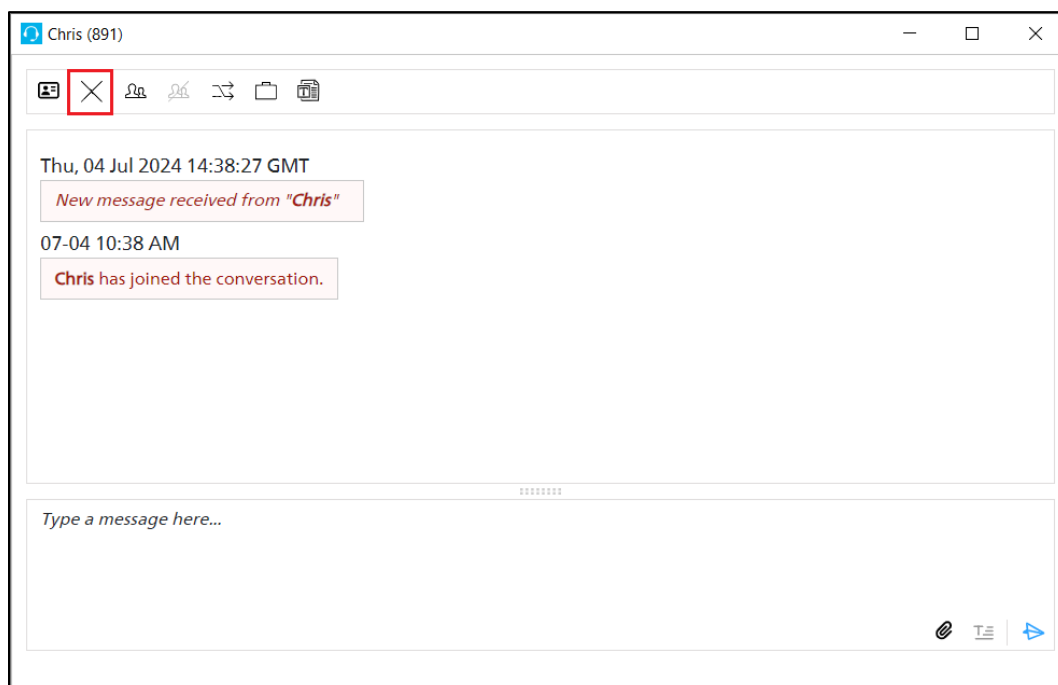 Chris (891)
Thu, 04 Jul 2024 14:38:27 GMT
New message received from "Chris"
07-04 10:38 AM
Chris has joined the conversation.
Type a message here...